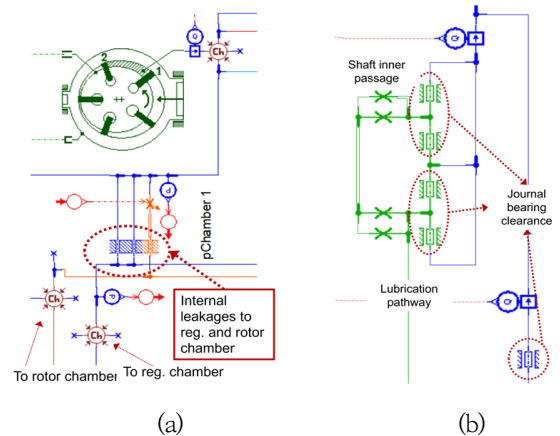 2
1
Q
Ch
P
pChamber 1
Ch
P
Ch
Internal
leakages to
reg. and rotor
chamber
To rotor chamber
To reg. chamber
(a)
Q
Shaft inner
passage
Journal
bearing
clearance
Lubrication
pathway
Q
(b)